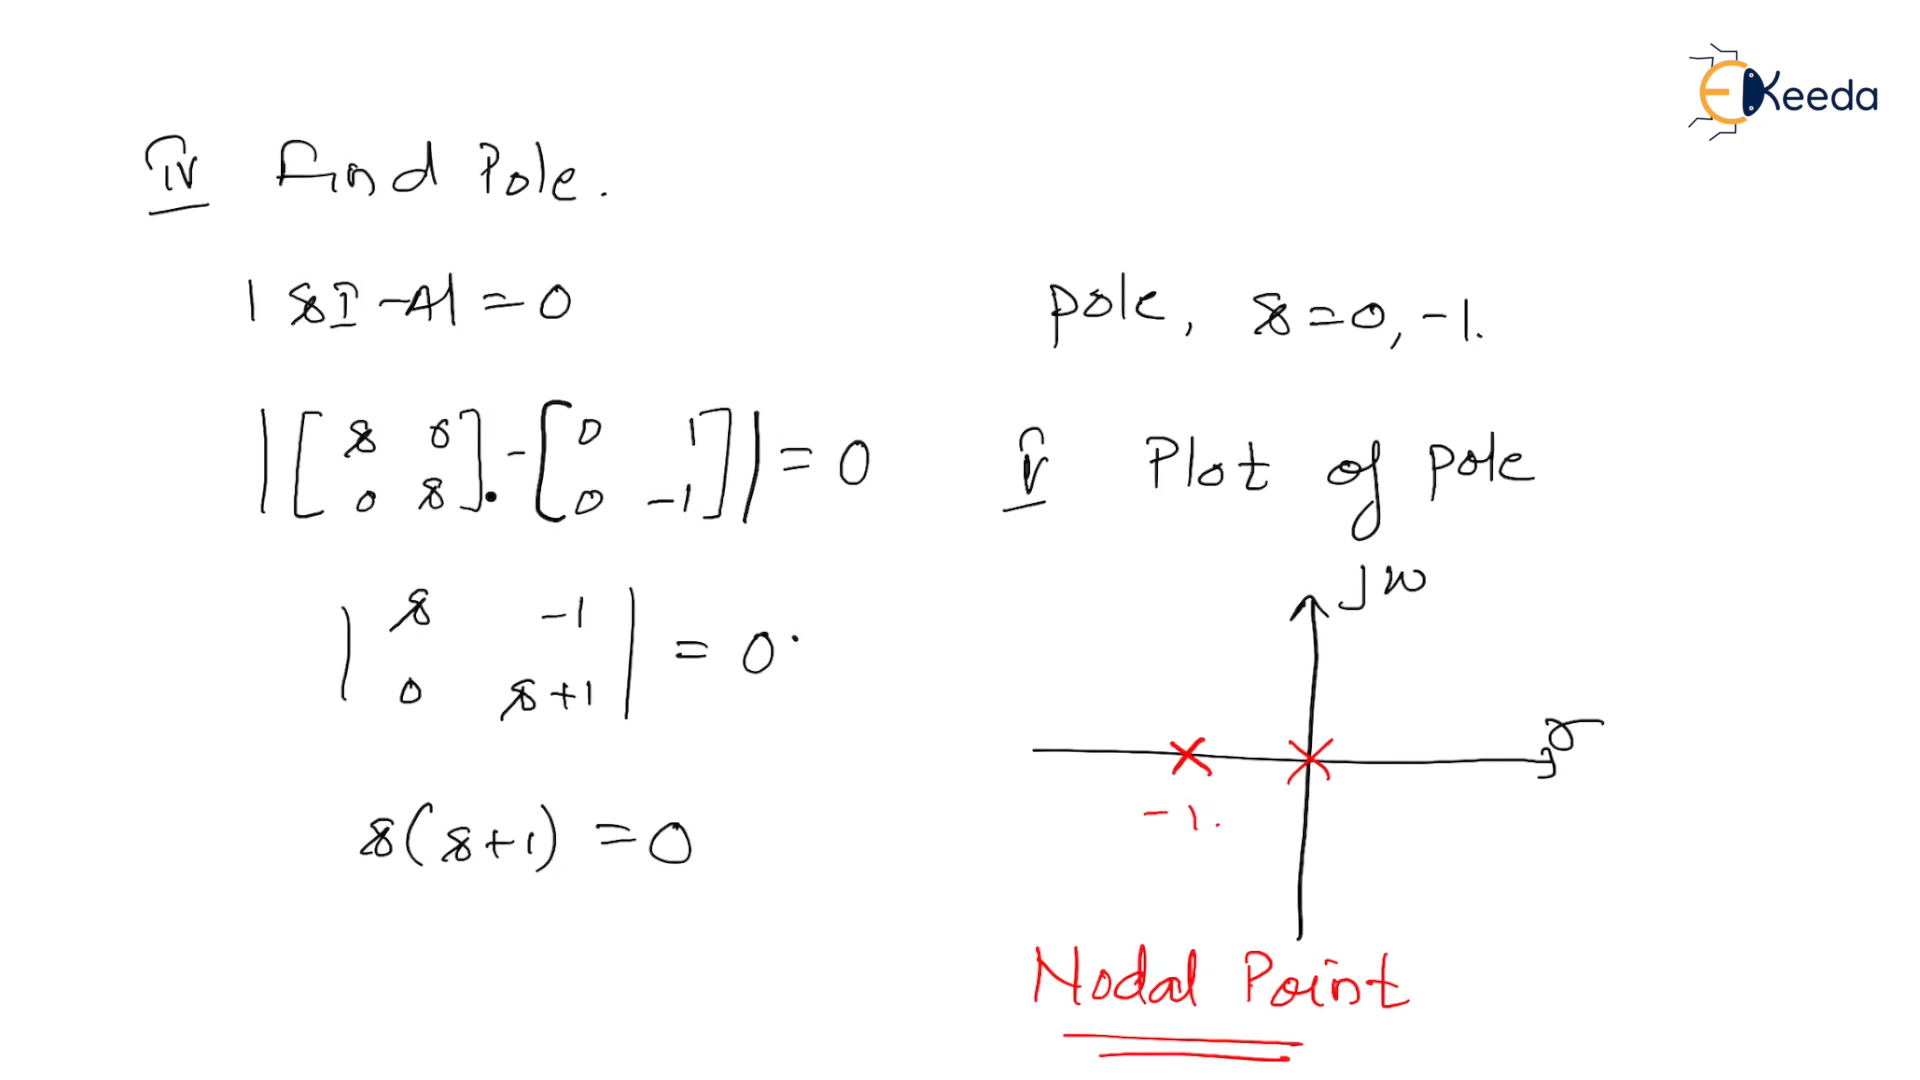 EKeeda
IV Find Pole.
|sI - A| = 0
|[s 0] - [0 1]| = 0
|[0 s] . [0 -1]|
|s -1| = 0.
|0 s+1|
s(s+1) = 0
pole, s=0, -1.
V Plot of pole
jω
σ
-1.
Nodal Point